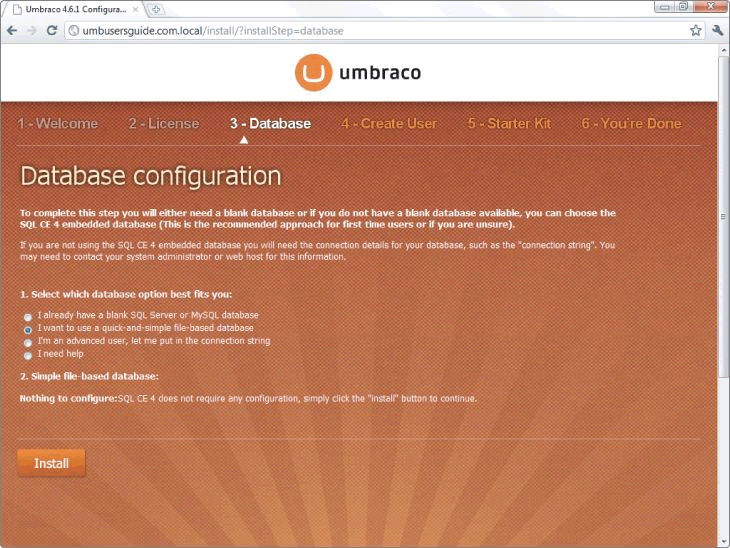 Umbraco 4.6.1 Configura...
umbusersguide.com.local/install/?installStep=database
umbraco
1 - Welcome 2 - License 3 - Database 4 - Create User 5 - Starter Kit 6 - You're Done
Database configuration
To complete this step you will either need a blank database or if you do not have a blank database available, you can choose the
SQL CE 4 embedded database (This is the recommended approach for first time users or if you are unsure).
If you are not using the SQL CE 4 embedded database you will need the connection details for your database, such as the "connection string". You
may need to contact your system administrator or web host for this information.
1. Select which database option best fits you:
I already have a blank SQL Server or MySQL database
I want to use a quick-and-simple file-based database
I'm an advanced user, let me put in the connection string
I need help
2. Simple file-based database:
Nothing to configure:SQL CE 4 does not require any configuration, simply click the "install" button to continue.
Install